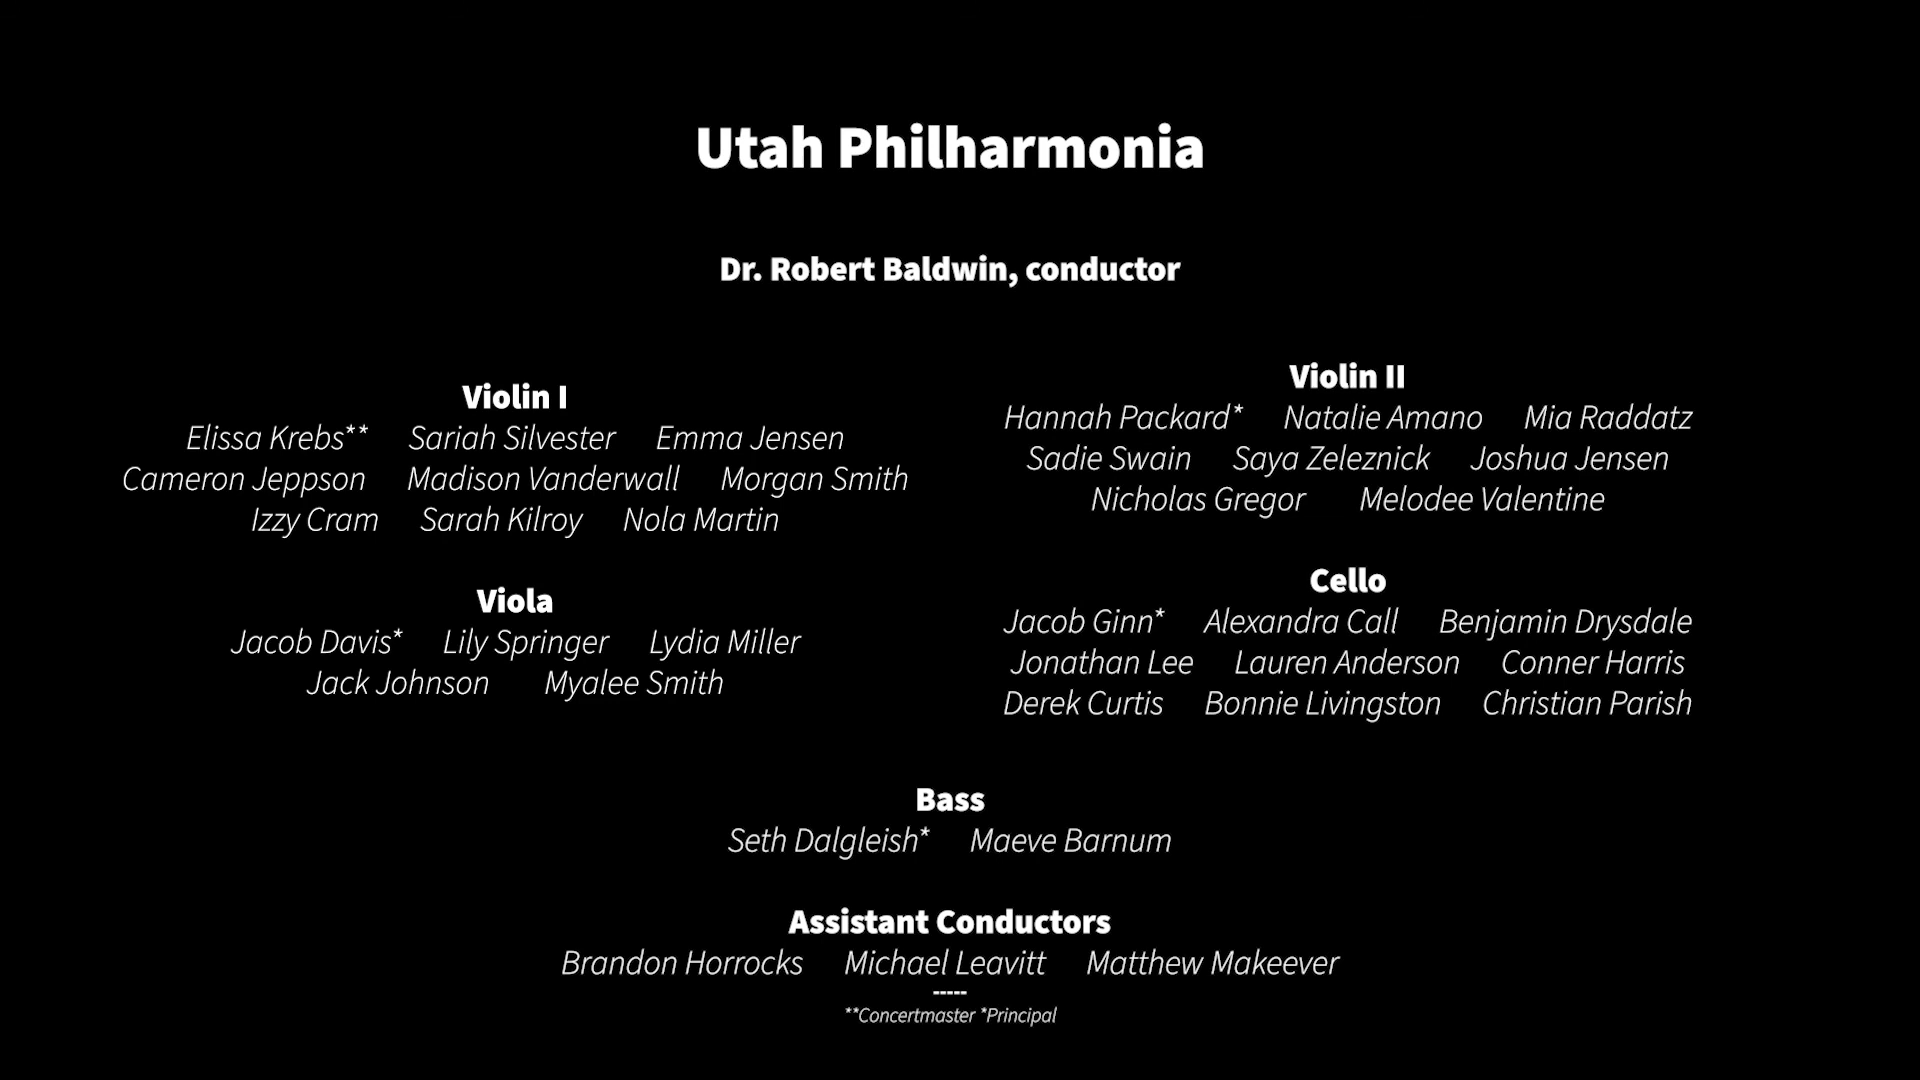 Utah Philharmonia
Dr. Robert Baldwin, conductor
Violin I
Elissa Krebs** Sariah Silvester Emma Jensen
Cameron Jeppson Madison Vanderwall Morgan Smith
Izzy Cram Sarah Kilroy Nola Martin
Violin II
Hannah Packard* Natalie Amano Mia Raddatz
Sadie Swain Saya Zeleznick Joshua Jensen
Nicholas Gregor Melodee Valentine
Viola
Jacob Davis* Lily Springer Lydia Miller
Jack Johnson Myalee Smith
Cello
Jacob Ginn* Alexandra Call Benjamin Drysdale
Jonathan Lee Lauren Anderson Conner Harris
Derek Curtis Bonnie Livingston Christian Parish
Bass
Seth Dalgleish* Maeve Barnum
Assistant Conductors
Brandon Horrocks Michael Leavitt Matthew Makeever
-----
**Concertmaster *Principal